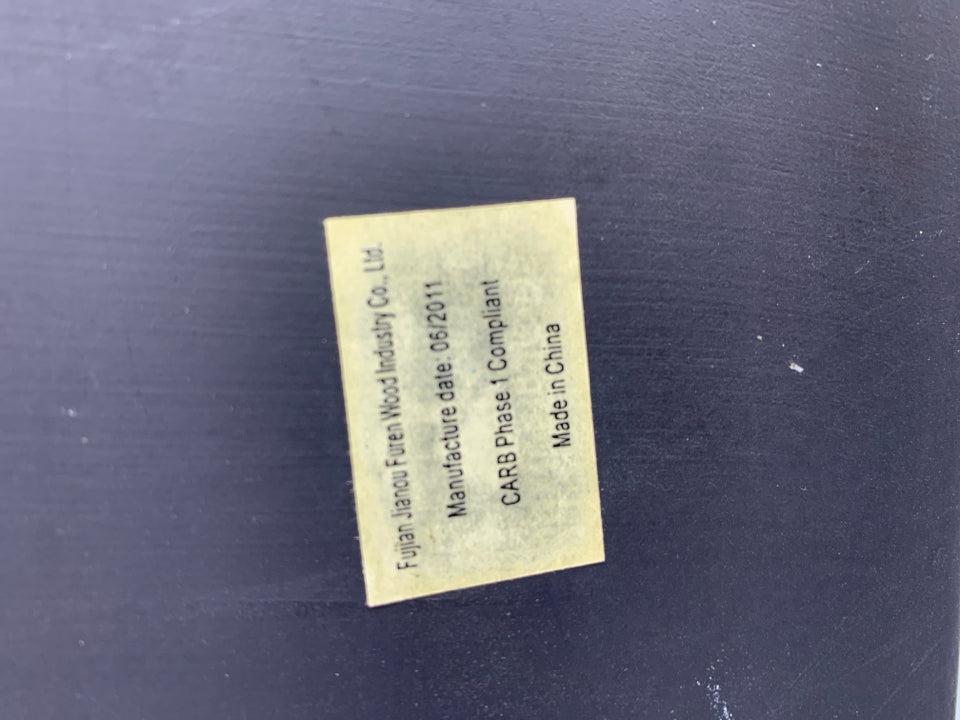 Fujian Jianou Furen Wood Industry Co., Ltd.
Manufacture date: 06/2011
CARB Phase 1 Compliant
Made in China